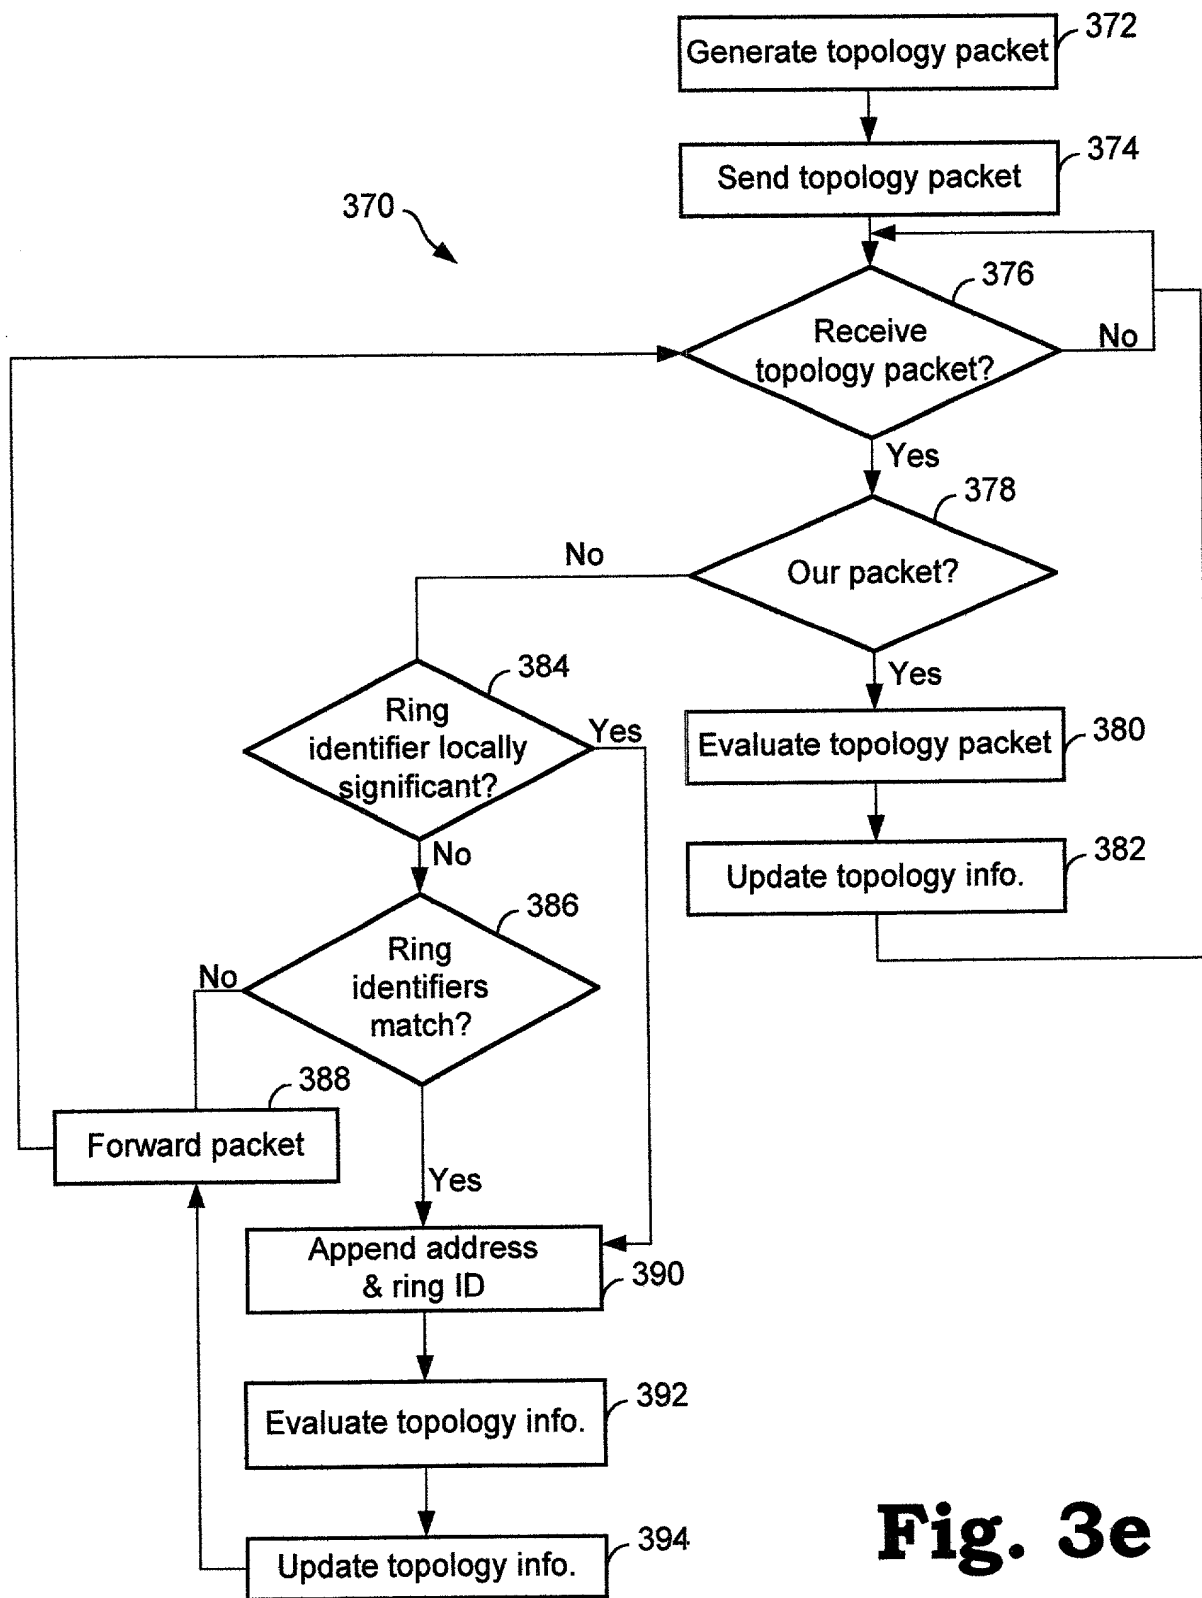 372
Generate topology packet
374
Send topology packet
370
376
Receive
topology packet?
No
Yes
378
No
Our packet?
384
Yes
Ring
identifier locally
significant?
Yes
Evaluate topology packet
380
No
Update topology info.
382
386
Ring
identifiers
match?
No
388
Forward packet
Yes
Append address
& ring ID
390
Evaluate topology info.
392
Update topology info.
394
Fig. 3e